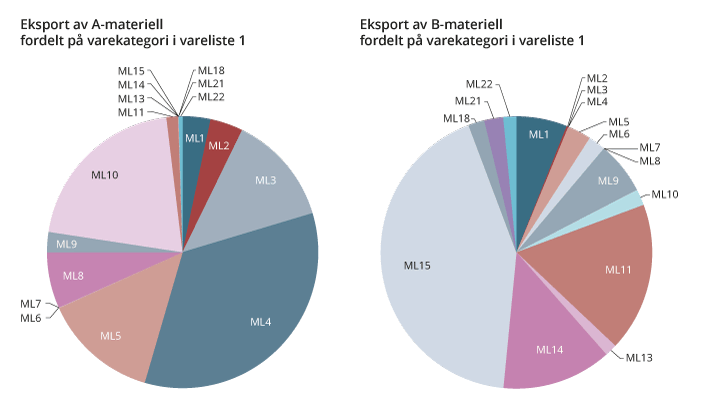 Eksport av A-materiell
fordelt på varekategori i vareliste 1
ML15
ML14
ML13
ML11
ML18
ML21
ML22
ML1
ML2
ML3
ML4
ML5
ML6
ML7
ML8
ML9
ML10
Eksport av B-materiell
fordelt på varekategori i vareliste 1
ML22
ML21
ML18
ML1
ML2
ML3
ML4
ML5
ML6
ML7
ML8
ML9
ML10
ML11
ML13
ML14
ML15